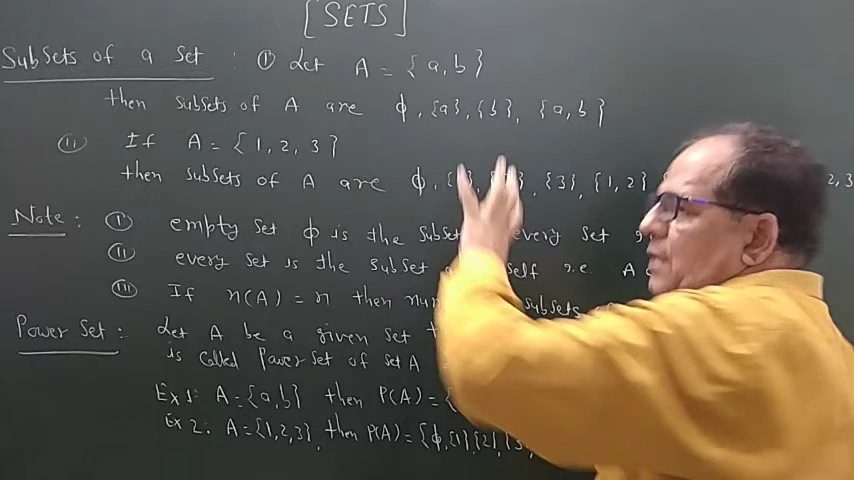 [SETS]
Subsets of a set : (i) Let A = {a, b}
then subsets of A are ϕ, {a}, {b}, {a, b}
(ii) If A = {1, 2, 3}
then subsets of A are ϕ, {3}, {1, 2} 2, 3
Note : (i) empty set ϕ is the every set
(ii) every set is the subset i.e. A
(iii) If n(A) = n then subsets
Power Set : Let A be a given set
is called Power set of set A
Ex 1: A = {a, b} then P(A) = {
Ex 2: A = {1, 2, 3}, then P(A) = {ϕ, {1} {2}, {3